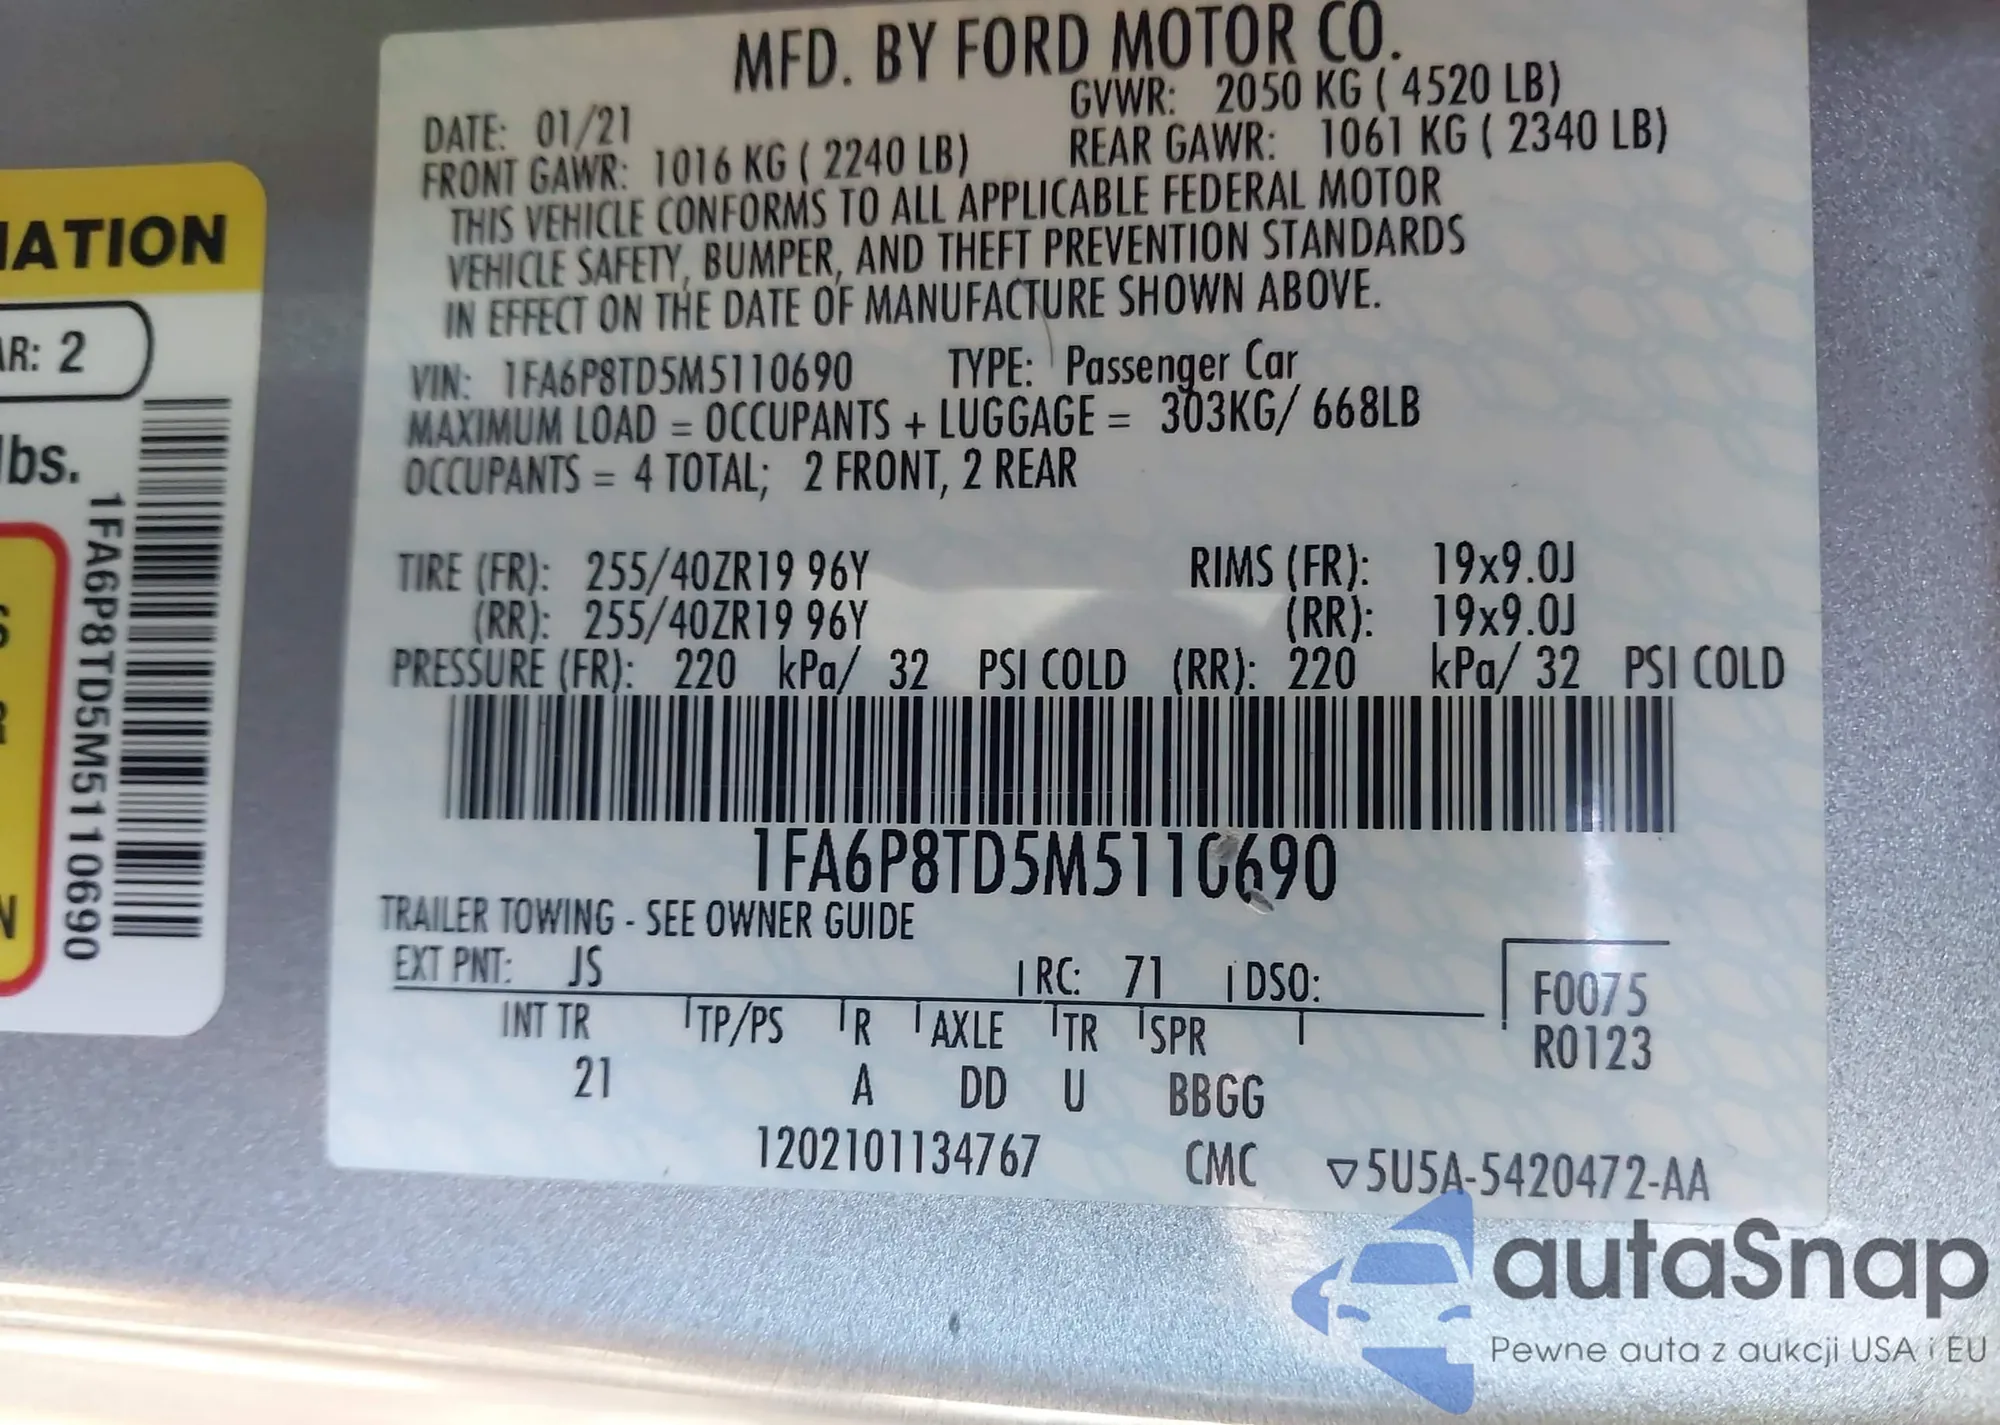 MFD. BY FORD MOTOR CO.
DATE: 01/21 GVWR: 2050 KG ( 4520 LB)
FRONT GAWR: 1016 KG ( 2240 LB) REAR GAWR: 1061 KG ( 2340 LB)
THIS VEHICLE CONFORMS TO ALL APPLICABLE FEDERAL MOTOR
VEHICLE SAFETY, BUMPER, AND THEFT PREVENTION STANDARDS
IN EFFECT ON THE DATE OF MANUFACTURE SHOWN ABOVE.
VIN: 1FA6P8TD5M5110690 TYPE: Passenger Car
MAXIMUM LOAD = OCCUPANTS + LUGGAGE = 303KG/ 668LB
OCCUPANTS = 4 TOTAL; 2 FRONT, 2 REAR
TIRE (FR): 255/40ZR19 96Y RIMS (FR): 19x9.0J
(RR): 255/40ZR19 96Y (RR): 19x9.0J
PRESSURE (FR): 220 kPa/ 32 PSI COLD (RR): 220 kPa/ 32 PSI COLD
1FA6P8TD5M5110690
TRAILER TOWING - SEE OWNER GUIDE
EXT PNT: JS RC: 71 DSO:
F0075
R0123
INT TR TP/PS R AXLE TR SPR
21 A DD U BBGG
1202101134767 CMC ▽5U5A-5420472-AA
IATION
AR: 2
lbs.
1FA6P8TD5M5110690
autaSnap
Pewne auta z aukcji USA i EU